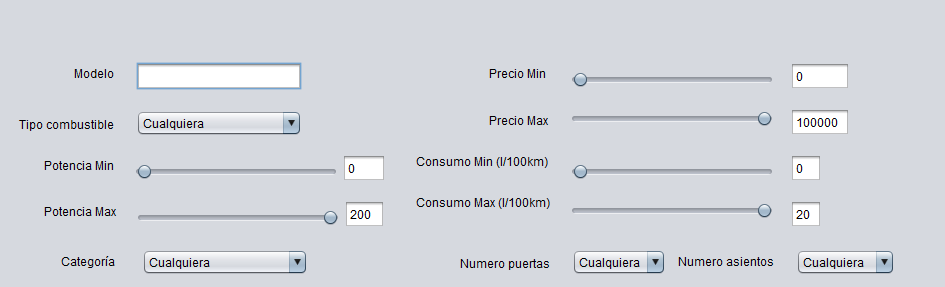 Modelo
Tipo combustible Cualquiera
Potencia Min 0
Potencia Max 200
Categoría Cualquiera
Precio Min 0
Precio Max 100000
Consumo Min (l/100km) 0
Consumo Max (l/100km) 20
Numero puertas Cualquiera Numero asientos Cualquiera